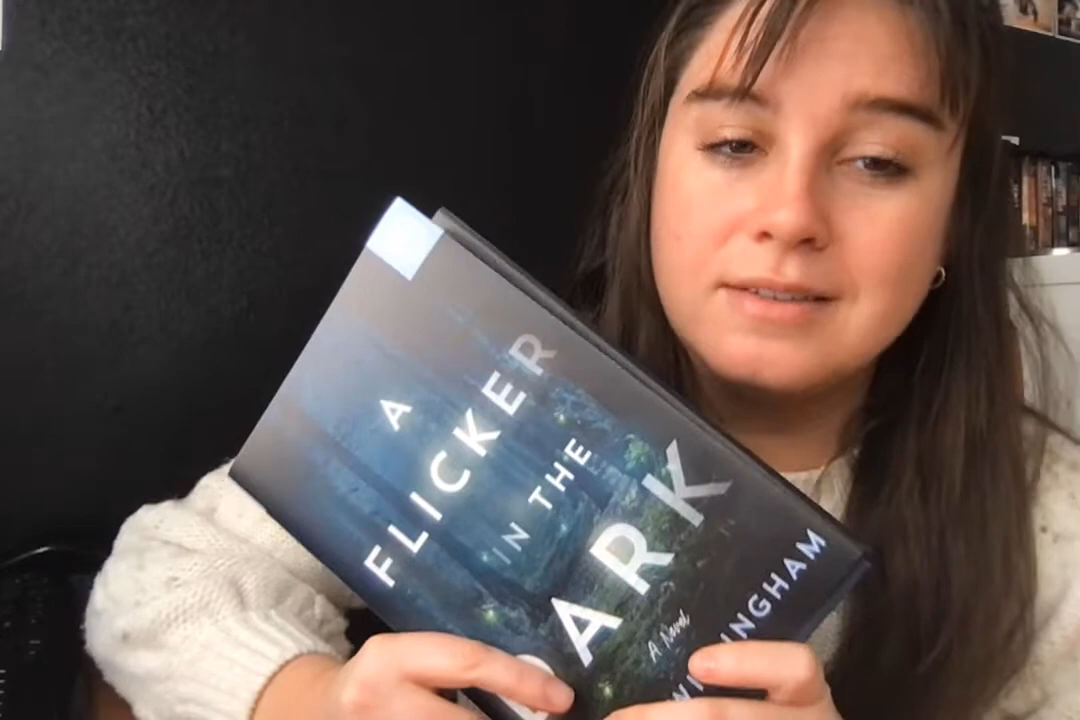 A
FLICKER
IN THE
DARK
A Novel